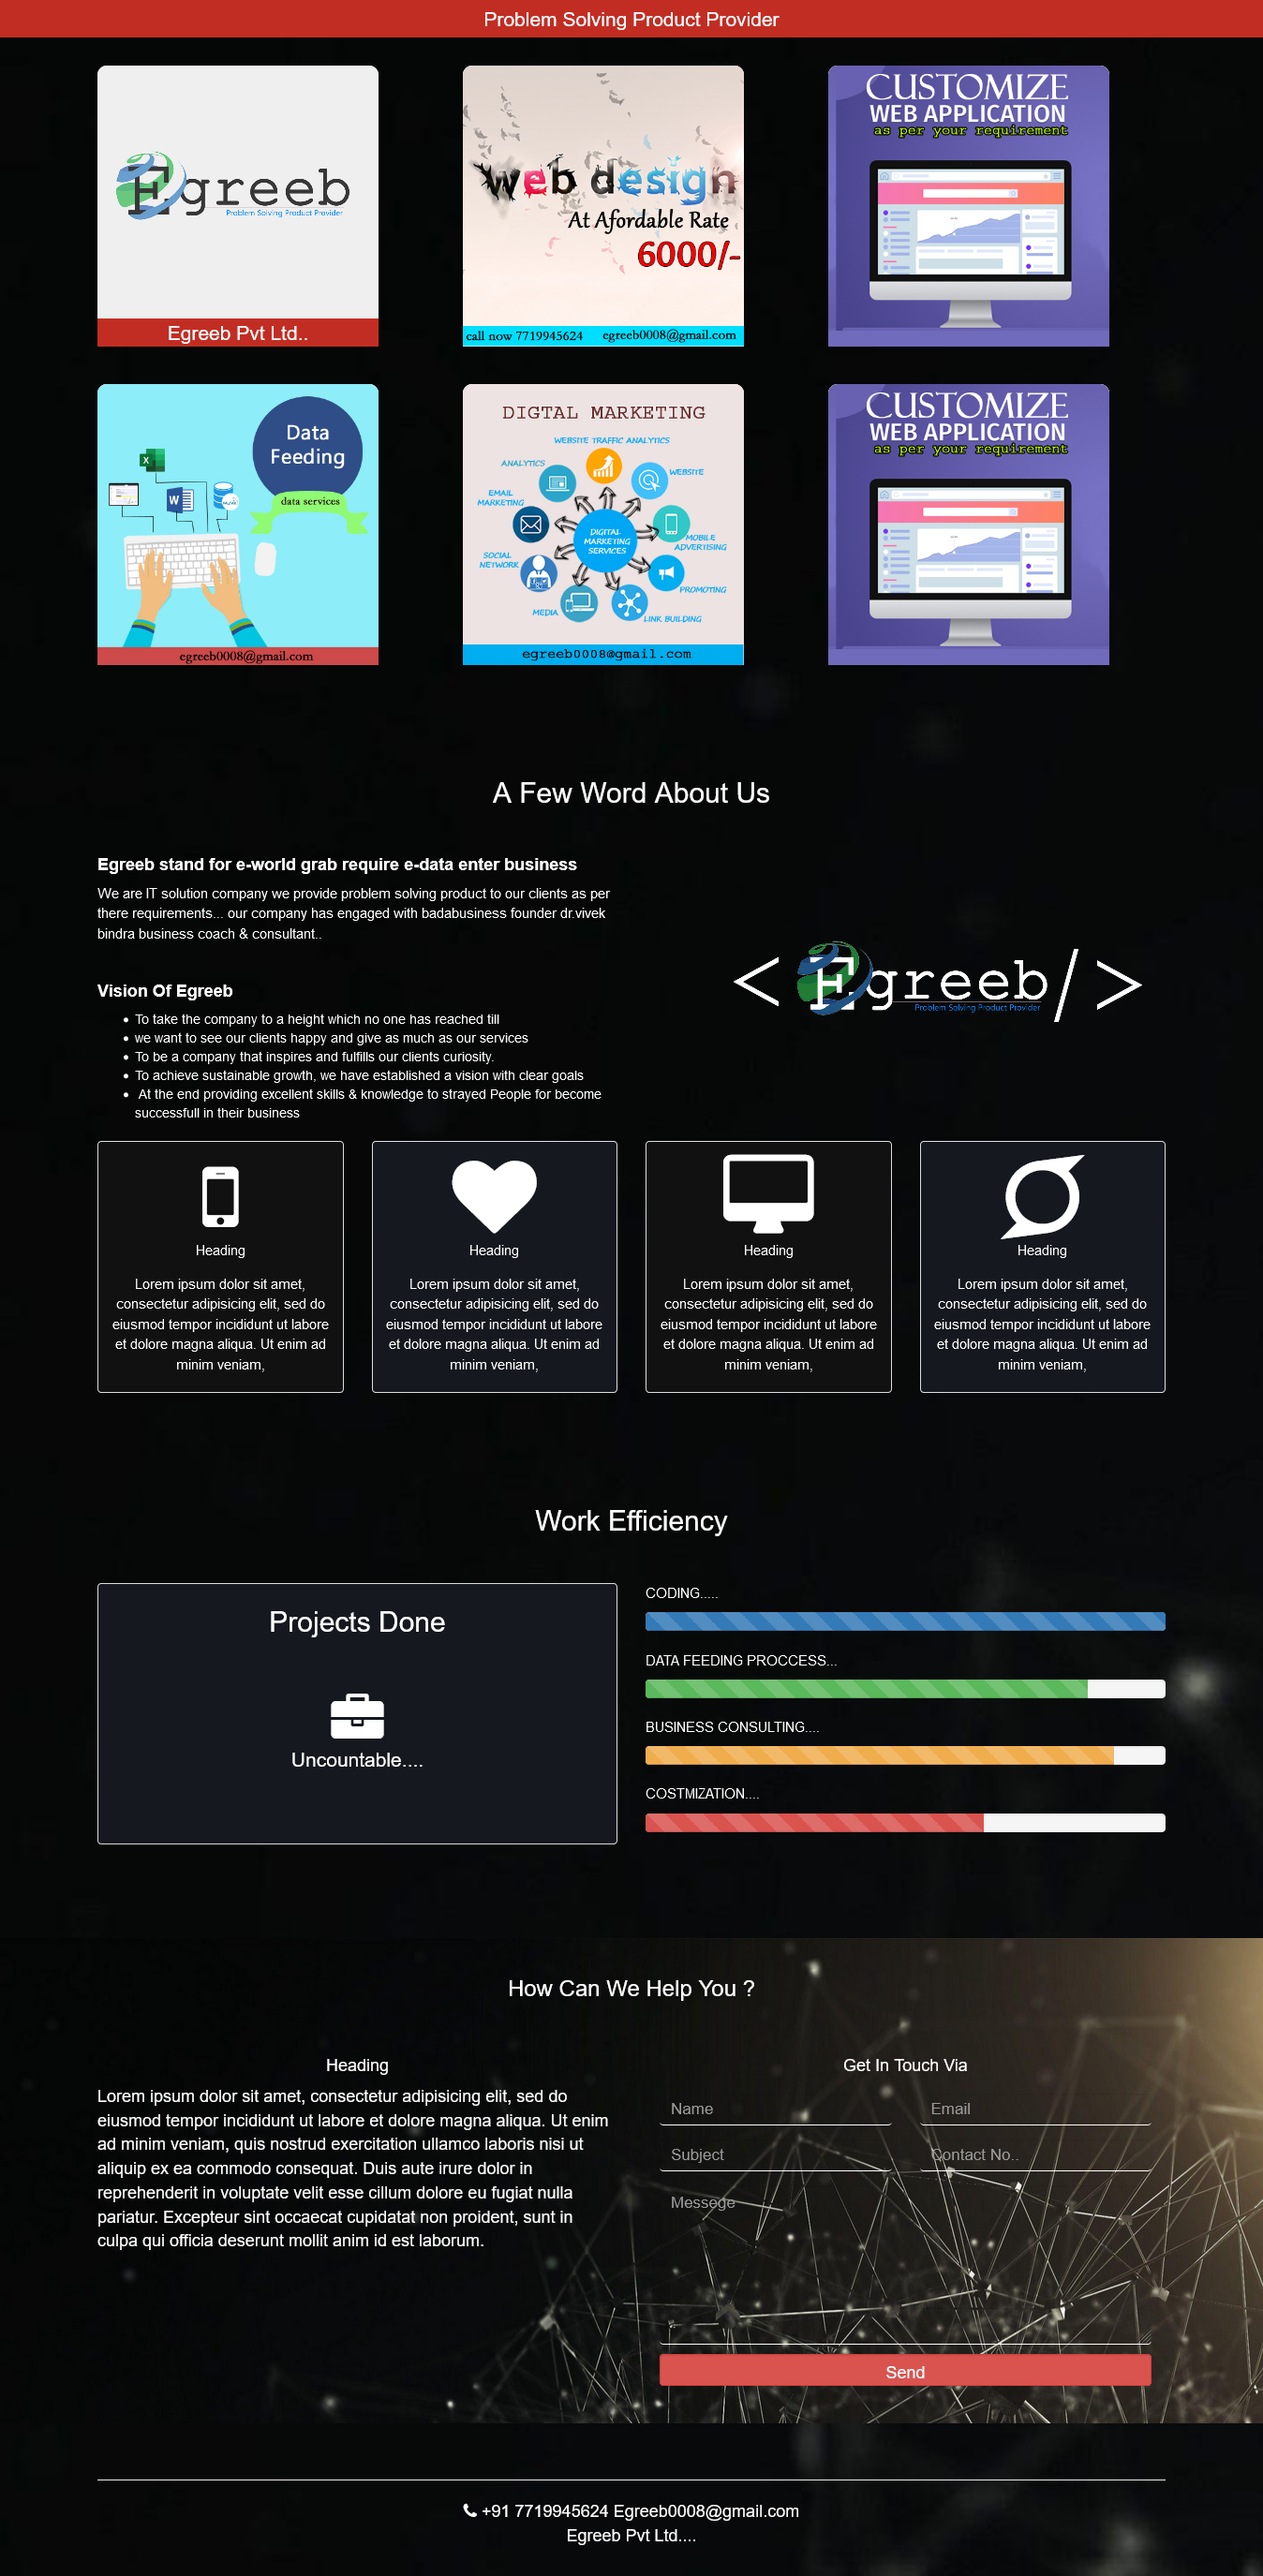 Problem Solving Product Provider
Egreeb
Problem Solving Product Provider
Egreeb Pvt Ltd..
web design
At Afordable Rate
6000/-
call now 7719945624 egreeb0008@gmail.com
CUSTOMIZE
WEB APPLICATION
as per your requirement
Data
Feeding
data services
egreeb0008@gmail.com
DIGTAL MARKETING
WEBSITE TRAFFIC ANALYTICS
ANALYTICS
WEBSITE
EMAIL
MARKETING
DIGITAL
MARKETING
SERVICES
MOBILE
ADVERTISING
SOCIAL
NETWORK
PROMOTING
MEDIA
LINK BUILDING
egreeb0008@gmail.com
CUSTOMIZE
WEB APPLICATION
as per your requirement
A Few Word About Us
Egreeb stand for e-world grab require e-data enter business
We are IT solution company we provide problem solving product to our clients as per
there requirements... our company has engaged with badabusiness founder dr.vivek
bindra business coach & consultant..
Vision Of Egreeb
To take the company to a height which no one has reached till
we want to see our clients happy and give as much as our services
To be a company that inspires and fulfills our clients curiosity.
To achieve sustainable growth, we have established a vision with clear goals
At the end providing excellent skills & knowledge to strayed People for become
successfull in their business
< Egreeb/ >
Problem Solving Product Provider
Heading
Lorem ipsum dolor sit amet,
consectetur adipisicing elit, sed do
eiusmod tempor incididunt ut labore
et dolore magna aliqua. Ut enim ad
minim veniam,
Heading
Lorem ipsum dolor sit amet,
consectetur adipisicing elit, sed do
eiusmod tempor incididunt ut labore
et dolore magna aliqua. Ut enim ad
minim veniam,
Heading
Lorem ipsum dolor sit amet,
consectetur adipisicing elit, sed do
eiusmod tempor incididunt ut labore
et dolore magna aliqua. Ut enim ad
minim veniam,
Heading
Lorem ipsum dolor sit amet,
consectetur adipisicing elit, sed do
eiusmod tempor incididunt ut labore
et dolore magna aliqua. Ut enim ad
minim veniam,
Work Efficiency
Projects Done
Uncountable....
CODING.....
DATA FEEDING PROCCESS...
BUSINESS CONSULTING....
COSTMIZATION....
How Can We Help You ?
Heading
Lorem ipsum dolor sit amet, consectetur adipisicing elit, sed do
eiusmod tempor incididunt ut labore et dolore magna aliqua. Ut enim
ad minim veniam, quis nostrud exercitation ullamco laboris nisi ut
aliquip ex ea commodo consequat. Duis aute irure dolor in
reprehenderit in voluptate velit esse cillum dolore eu fugiat nulla
pariatur. Excepteur sint occaecat cupidatat non proident, sunt in
culpa qui officia deserunt mollit anim id est laborum.
Get In Touch Via
Name
Email
Subject
Contact No..
Messege
Send
+91 7719945624 Egreeb0008@gmail.com
Egreeb Pvt Ltd....